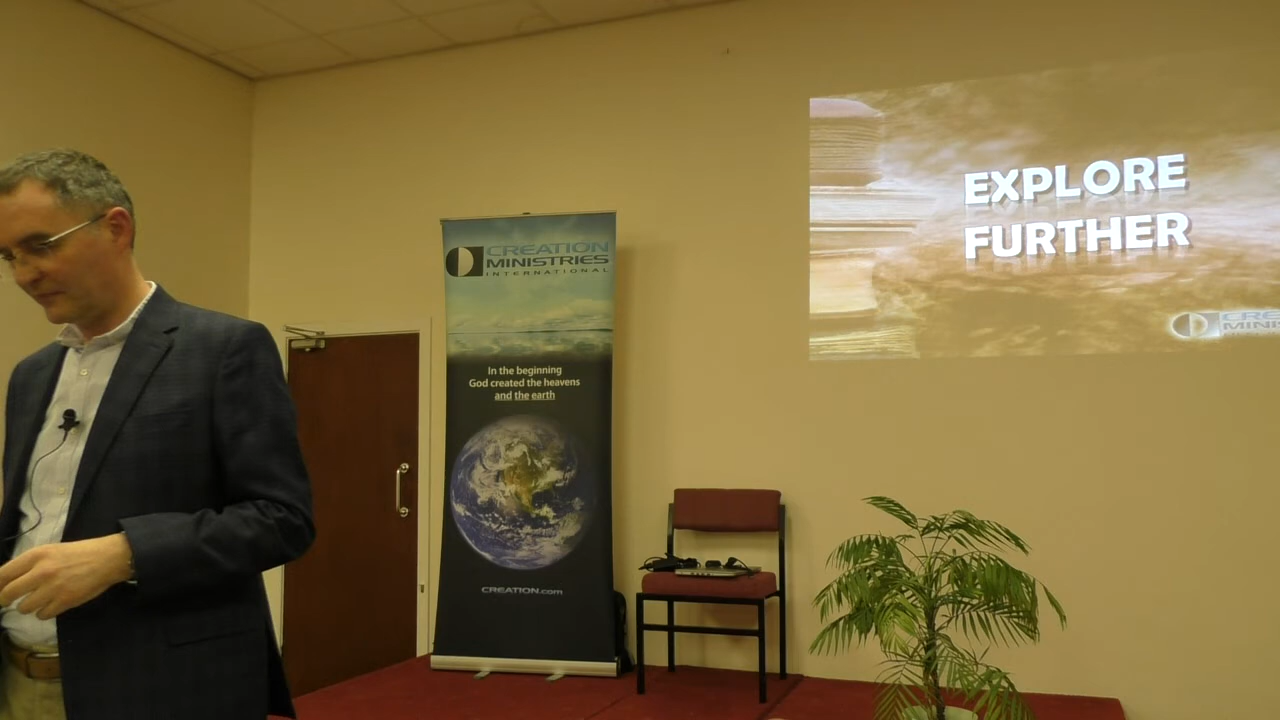 CREATION
MINISTRIES
INTERNATIONAL
In the beginning
God created the heavens
and the earth
CREATION.com
EXPLORE
FURTHER